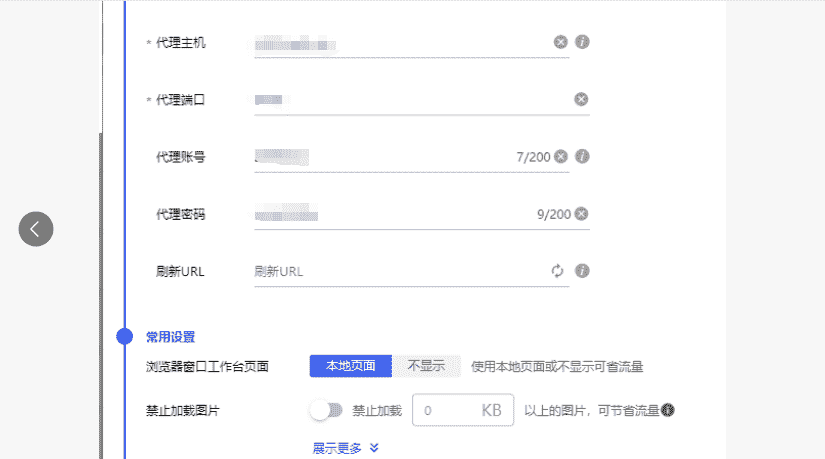 * 代理主机
* 代理端口
代理账号 7/200
代理密码 9/200
刷新URL 刷新URL
常用设置
浏览器窗口工作台页面 本地页面 不显示 使用本地页面或不显示可省流量
禁止加载图片 禁止加载 0 KB 以上的图片，可节省流量
展示更多